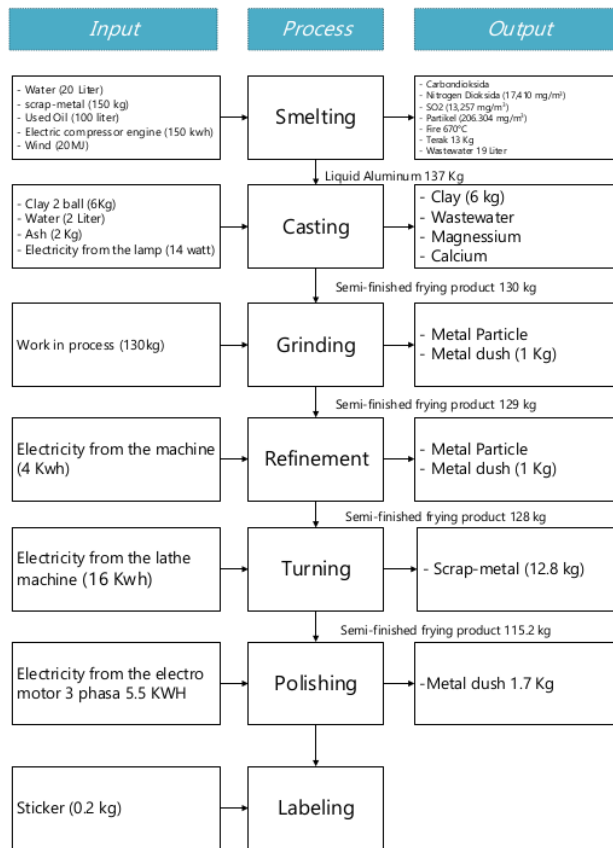 Input
Process
Output
- Water (20 Liter)
- scrap-metal (150 kg)
- Used Oil (100 liter)
- Electric compressor engine (150 kwh)
- Wind (20MJ)
Smelting
- Carbondioksida
- Nitrogen Dioksida (17,410 mg/m³)
- SO2 (13,257 mg/m³)
- Partikel (206.304 mg/m³)
- Fire 670°C
- Terak 13 Kg
- Wastewater 19 Liter
Liquid Aluminum 137 Kg
- Clay 2 ball (6Kg)
- Water (2 Liter)
- Ash (2 Kg)
- Electricity from the lamp (14 watt)
Casting
- Clay (6 kg)
- Wastewater
- Magnessium
- Calcium
Semi-finished frying product 130 kg
Work in process (130kg)
Grinding
- Metal Particle
- Metal dush (1 Kg)
Semi-finished frying product 129 kg
Electricity from the machine
(4 Kwh)
Refinement
- Metal Particle
- Metal dush (1 Kg)
Semi-finished frying product 128 kg
Electricity from the lathe
machine (16 Kwh)
Turning
- Scrap-metal (12.8 kg)
Semi-finished frying product 115.2 kg
Electricity from the electro
motor 3 phasa 5.5 KWH
Polishing
-Metal dush 1.7 Kg
Sticker (0.2 kg)
Labeling